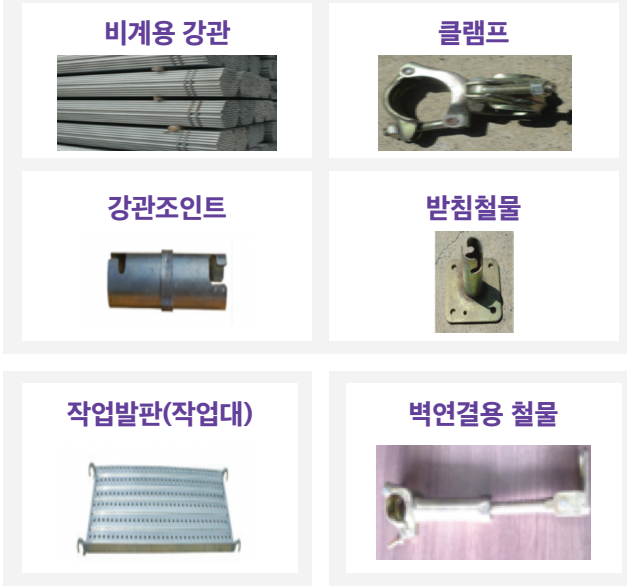 비계용 강관
클램프
강관조인트
받침철물
작업발판(작업대)
벽연결용 철물